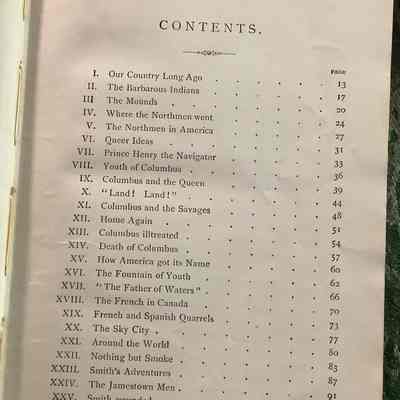 CONTENTS.
PAGE
I. Our Country Long Ago . . . . . 13
II. The Barbarous Indians . . . . . 17
III The Mounds . . . . . . 20
IV. Where the Northmen went . . . . 24
V. The Northmen in America . . . . 27
VI. Queer Ideas . . . . . . 31
VII. Prince Henry the Navigator . . . . 33
VIII. Youth of Columbus . . . . . 36
IX. Columbus and the Queen . . . . 39
X. "Land! Land!" . . . . . 44
XI. Columbus and the Savages . . . . 48
XII. Home Again . . . . . . 51
XIII. Columbus illtreated . . . . . 54
XIV. Death of Columbus . . . . . 57
XV. How America got its Name . . . . 60
XVI. The Fountain of Youth . . . . . 62
XVII. "The Father of Waters" . . . . . 66
XVIII. The French in Canada . . . . . 70
XIX. French and Spanish Quarrels . . . . 73
XX. The Sky City . . . . . . 77
XXI. Around the World . . . . . 80
XXII. Nothing but Smoke . . . . . 83
XXIII. Smith's Adventures . . . . . 87
XXIV. The Jamestown Men . . . . . 91
XXV. Smith wounded